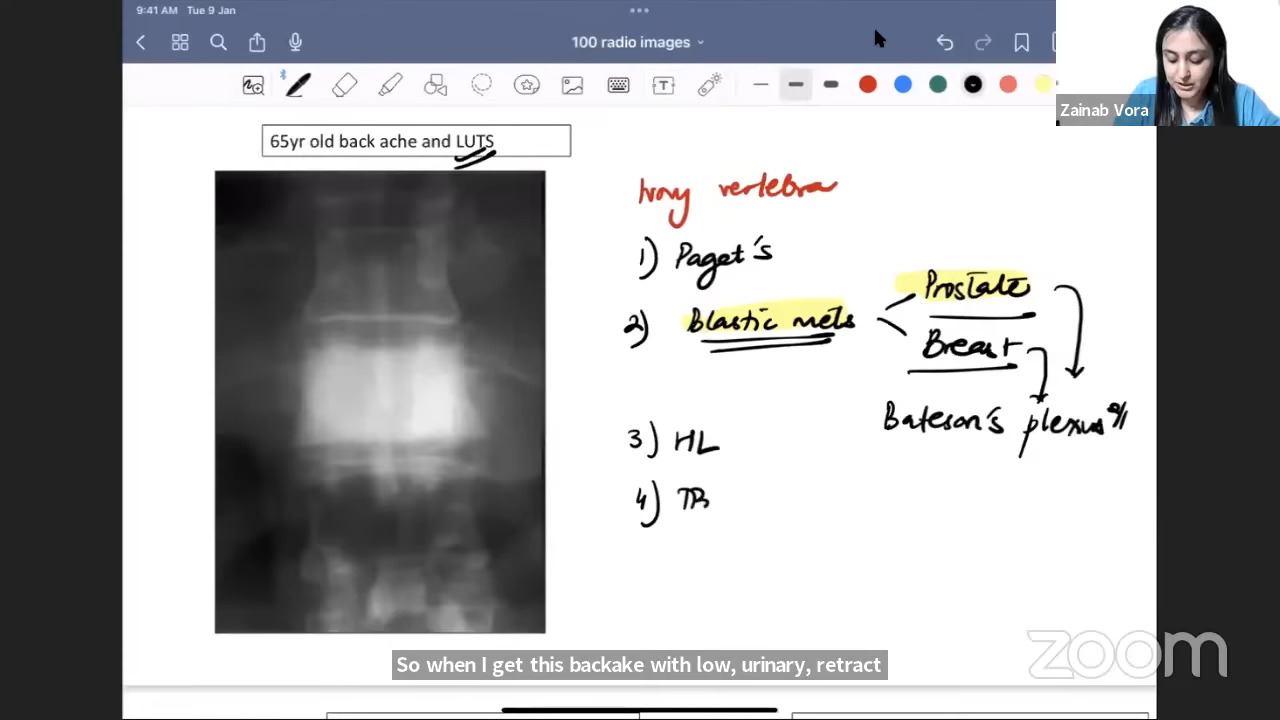 9:41 AM Tue 9 Jan
100 radio images
T
Zainab Vora
65yr old back ache and LUTS
Ivory vertebra
1) Paget's
2) Blastic mets
Prostate
Breast
Bateson's plexus
3) HL
4) TB
zoom
So when I get this backake with low, urinary, retract